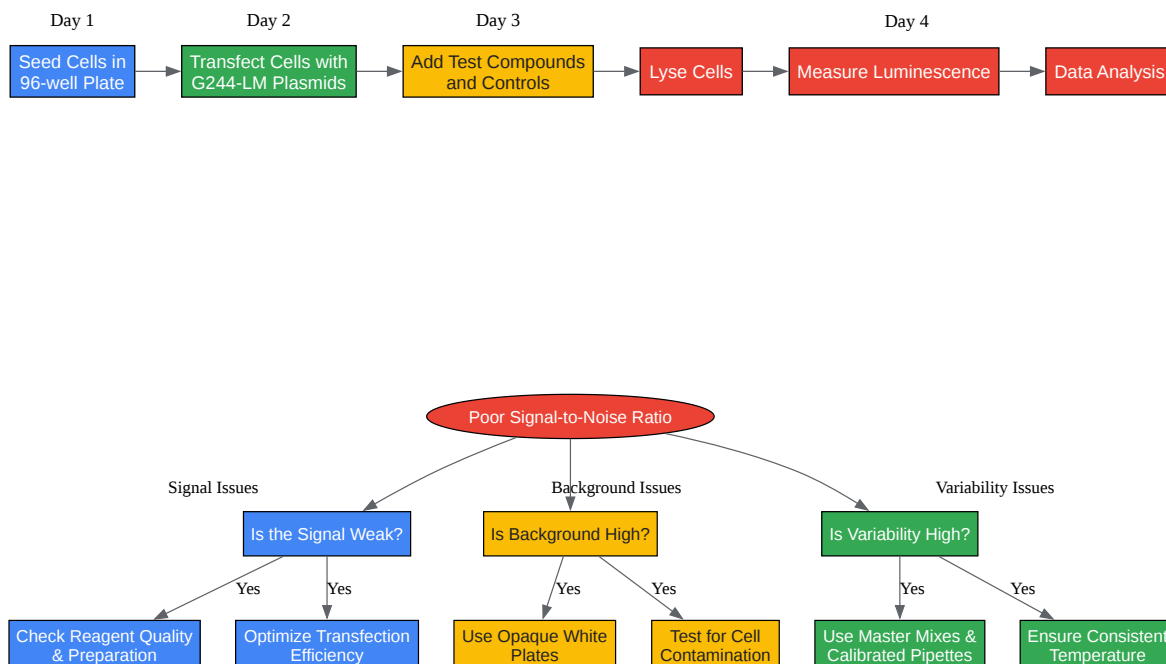 Day 1
Day 2
Day 3
Day 4
Seed Cells in
96-well Plate
Transfect Cells with
G244-LM Plasmids
Add Test Compounds
and Controls
Lyse Cells
Measure Luminescence
Data Analysis
Poor Signal-to-Noise Ratio
Signal Issues
Background Issues
Variability Issues
Is the Signal Weak?
Is Background High?
Is Variability High?
Yes
Yes
Yes
Yes
Yes
Yes
Check Reagent Quality
& Preparation
Optimize Transfection
Efficiency
Use Opaque White
Plates
Test for Cell
Contamination
Use Master Mixes &
Calibrated Pipettes
Ensure Consistent
Temperature